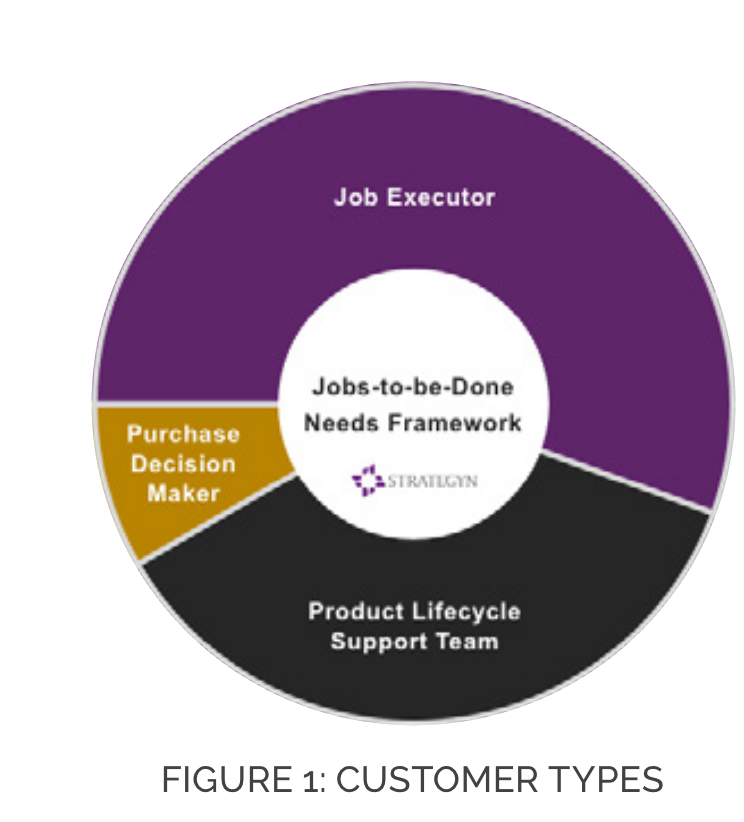 Job Executor
Jobs-to-be-Done
Needs Framework
STRATEGYN
Purchase
Decision
Maker
Product Lifecycle
Support Team
FIGURE 1: CUSTOMER TYPES